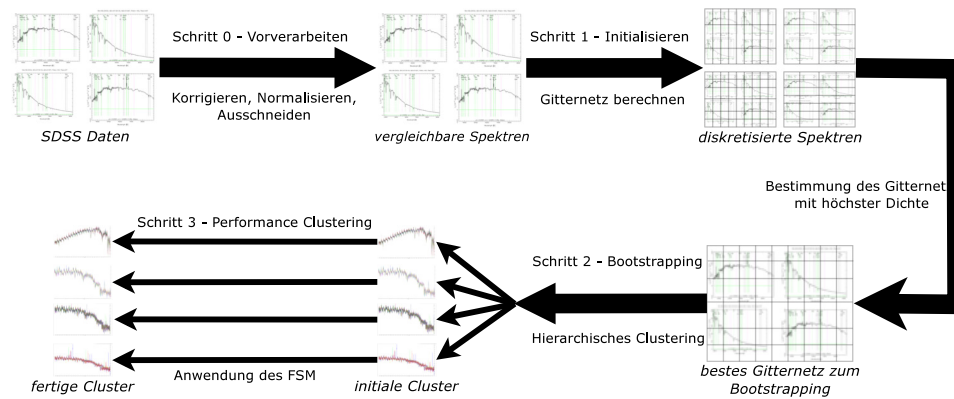 Schritt 0 - Vorverarbeiten
Korrigieren, Normalisieren,
Ausschneiden
SDSS Daten
Schritt 1 - Initialisieren
Gitternetz berechnen
vergleichbare Spektren
diskretisierte Spektren
Bestimmung des Gitternet
mit höchster Dichte
Schritt 2 - Bootstrapping
Hierarchisches Clustering
bestes Gitternetz zum
Bootstrapping
Schritt 3 - Performance Clustering
Anwendung des FSM
initiale Cluster
fertige Cluster